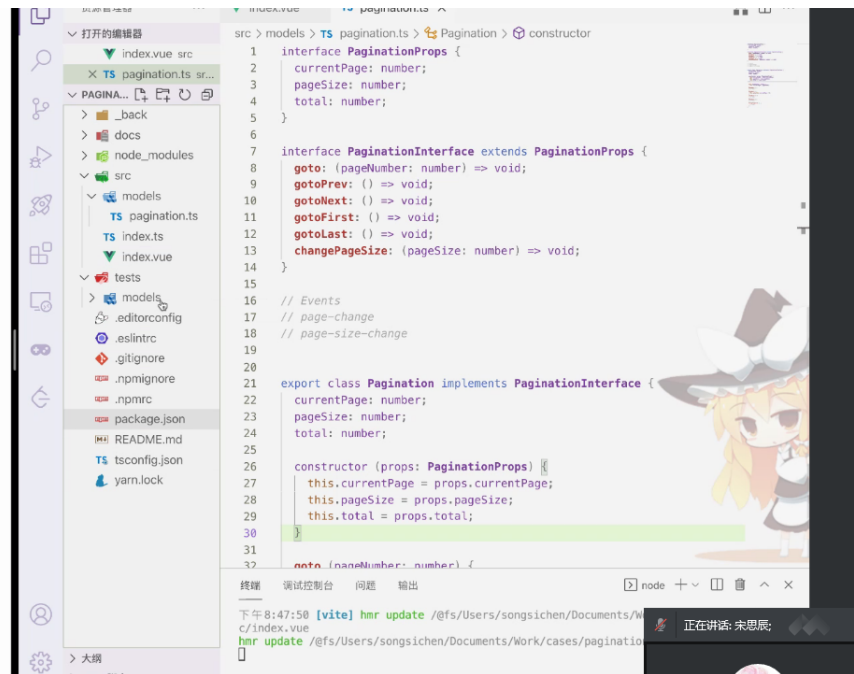 资源管理器
index.vue
TS pagination.ts
打开的编辑器
index.vue src
TS pagination.ts sr...
PAGINA...
_back
docs
node_modules
src
models
TS pagination.ts
TS index.ts
index.vue
tests
models
.editorconfig
.eslintrc
.gitignore
.npmignore
.npmrc
package.json
README.md
TS tsconfig.json
yarn.lock
大纲
src > models > TS pagination.ts > Pagination > constructor
1 interface PaginationProps {
2 currentPage: number;
3 pageSize: number;
4 total: number;
5 }
6
7 interface PaginationInterface extends PaginationProps {
8 goto: (pageNumber: number) => void;
9 gotoPrev: () => void;
10 gotoNext: () => void;
11 gotoFirst: () => void;
12 gotoLast: () => void;
13 changePageSize: (pageSize: number) => void;
14 }
15
16 // Events
17 // page-change
18 // page-size-change
19
20
21 export class Pagination implements PaginationInterface {
22 currentPage: number;
23 pageSize: number;
24 total: number;
25
26 constructor (props: PaginationProps) {
27 this.currentPage = props.currentPage;
28 this.pageSize = props.pageSize;
29 this.total = props.total;
30 }
31
32 goto (pageNumber: number) {
终端 调试控制台 问题 输出
node
下午8:47:50 [vite] hmr update /@fs/Users/songsichen/Documents/W
c/index.vue
hmr update /@fs/Users/songsichen/Documents/Work/cases/paginatio
正在讲话: 宋思辰;